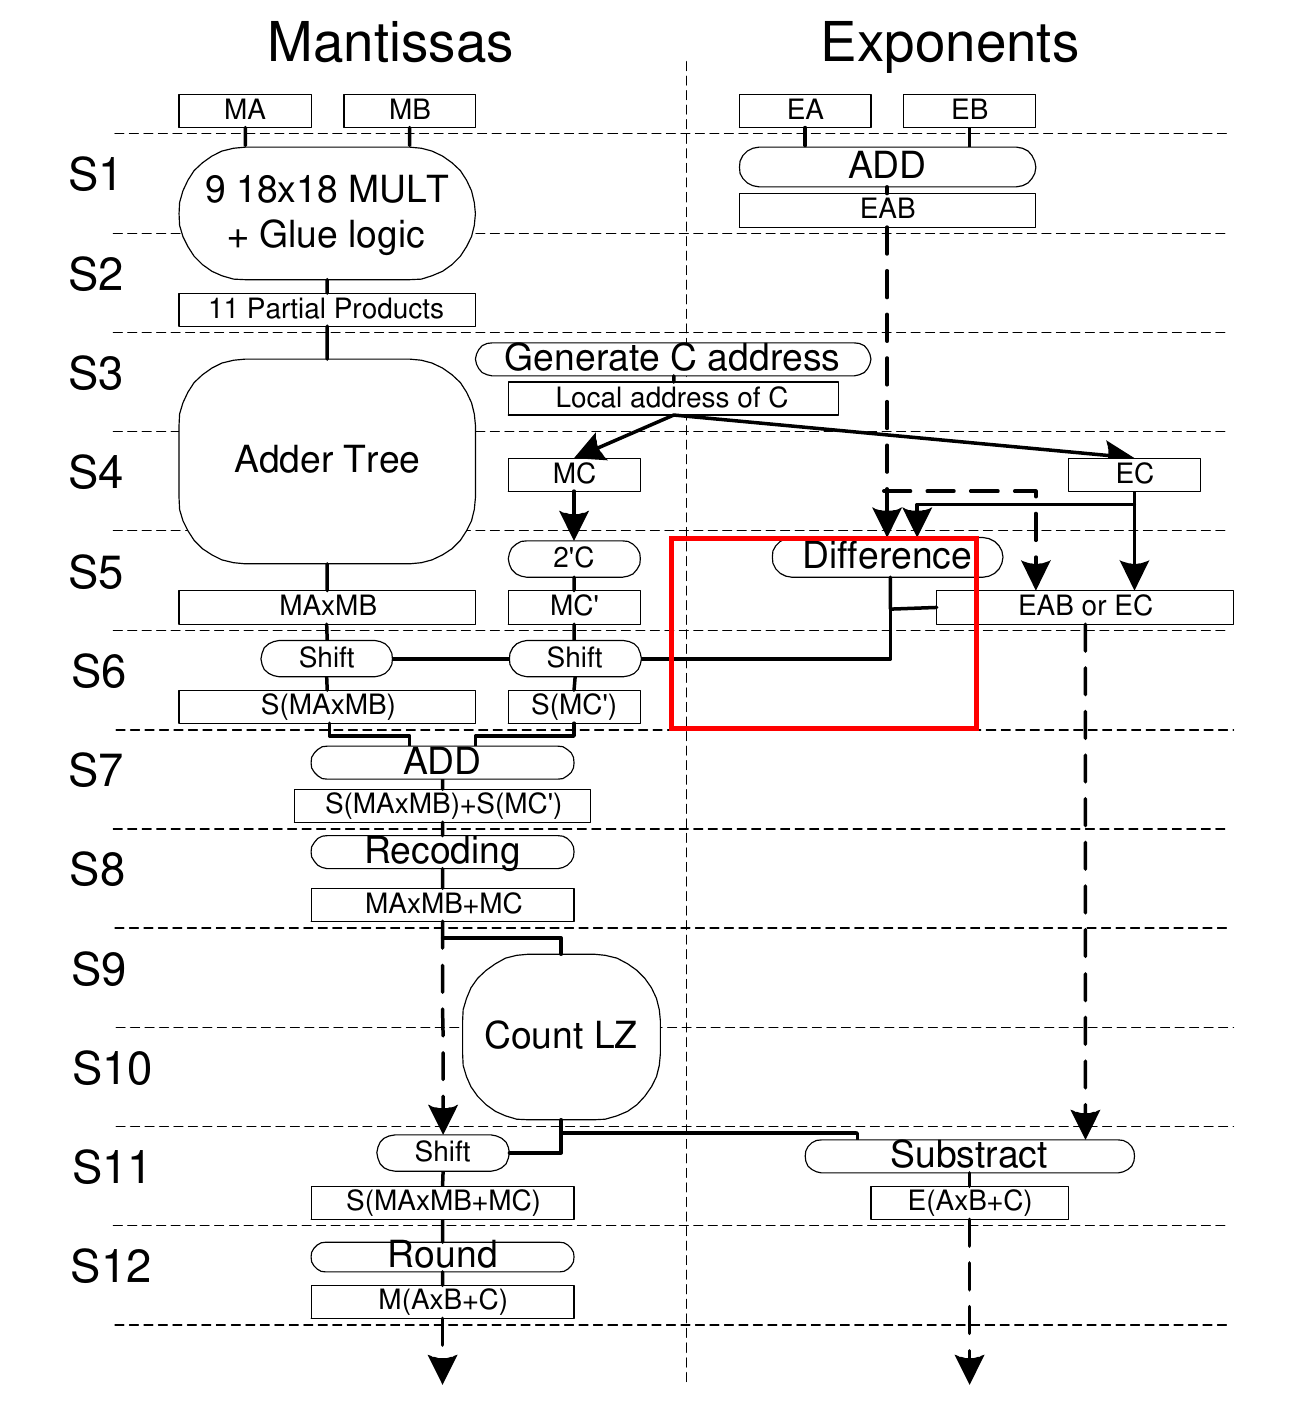 Mantissas Exponents
MA MB EA EB
S1
9 18x18 MULT
+ Glue logic
ADD
EAB
S2
11 Partial Products
S3
Generate C address
Local address of C
Adder Tree
S4
MC
EC
S5
2'C
Difference
MAxMB
MC'
EAB or EC
S6
Shift
Shift
S(MAxMB)
S(MC')
S7
ADD
S(MAxMB)+S(MC')
S8
Recoding
MAxMB+MC
S9
Count LZ
S10
S11
Shift
Substract
S(MAxMB+MC)
E(AxB+C)
S12
Round
M(AxB+C)